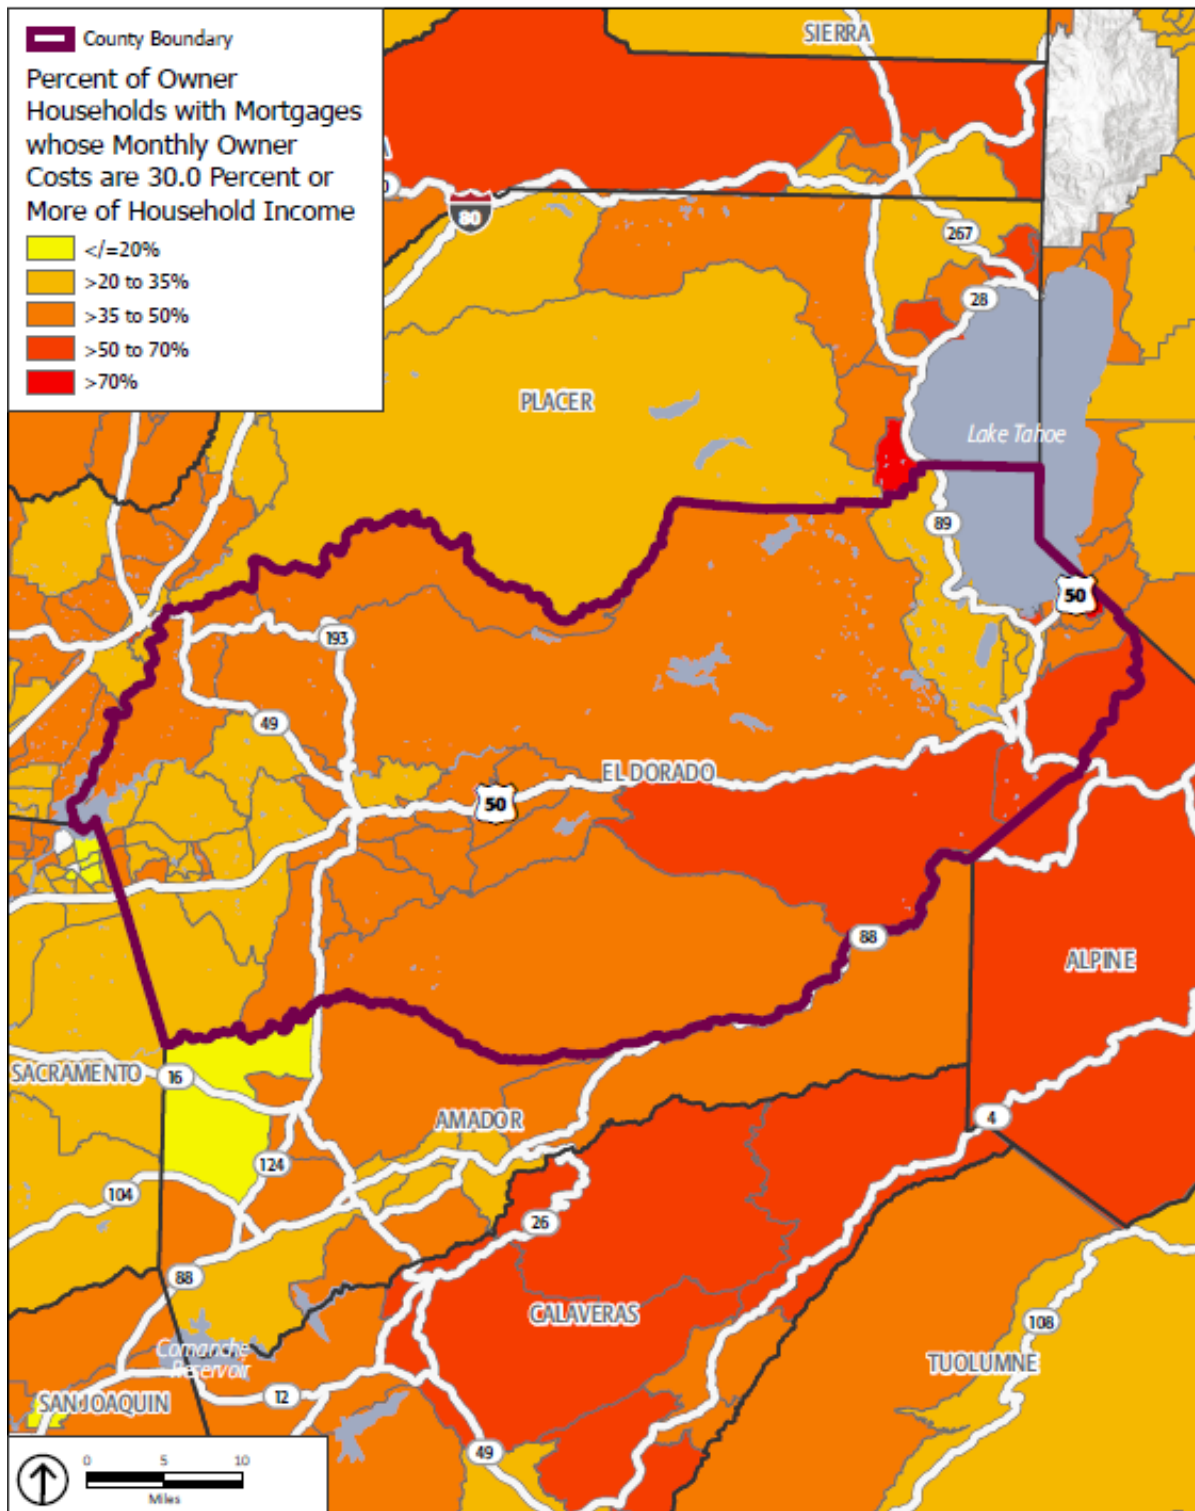 County Boundary
Percent of Owner
Households with Mortgages
whose Monthly Owner
Costs are 30.0 Percent or
More of Household Income
</=20%
>20 to 35%
>35 to 50%
>50 to 70%
>70%
SIERRA
80
267
28
PLACER
Lake Tahoe
89
50
193
49
EL DORADO
50
88
ALPINE
SACRAMENTO
16
AMADOR
4
124
104
26
88
CALAVERAS
108
Comanche
Reservoir
TUOLUMNE
SAN JOAQUIN
12
49
0 5 10
Miles